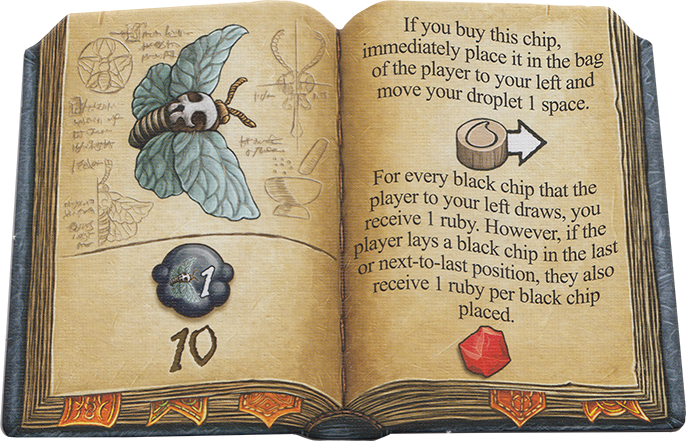 1
10
If you buy this chip,
immediately place it in the bag
of the player to your left and
move your droplet 1 space.
For every black chip that the
player to your left draws, you
receive 1 ruby. However, if the
player lays a black chip in the last
or next-to-last position, they also
receive 1 ruby per black chip
placed.